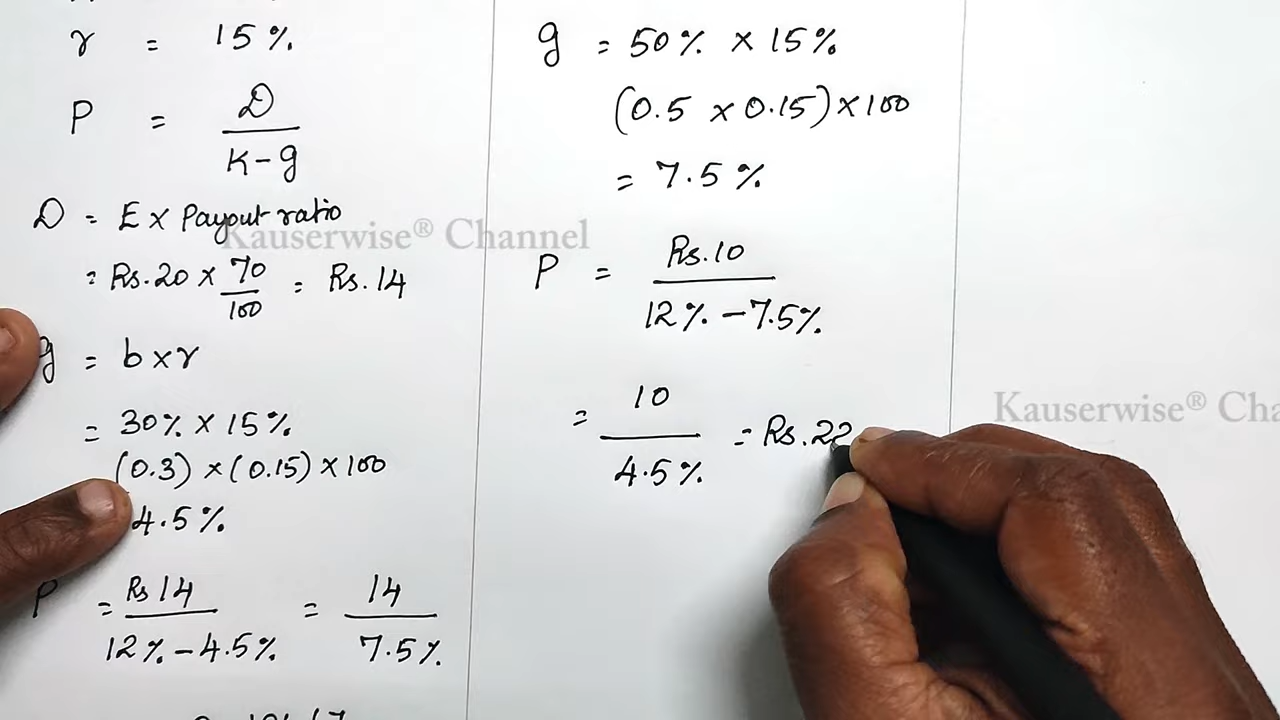 r = 15%
P = D
K-g
D = E x Payout ratio
= Rs.20 x 70 = Rs.14
100
g = b x r
= 30% x 15%
(0.3) x (0.15) x 100
4.5%
P = Rs 14 = 14
12% - 4.5% 7.5%
g = 50% x 15%
(0.5 x 0.15) x 100
= 7.5%
P = Rs.10
12% - 7.5%
= 10 = Rs.22
4.5%
Kauserwise® Channel
Kauserwise® Cha